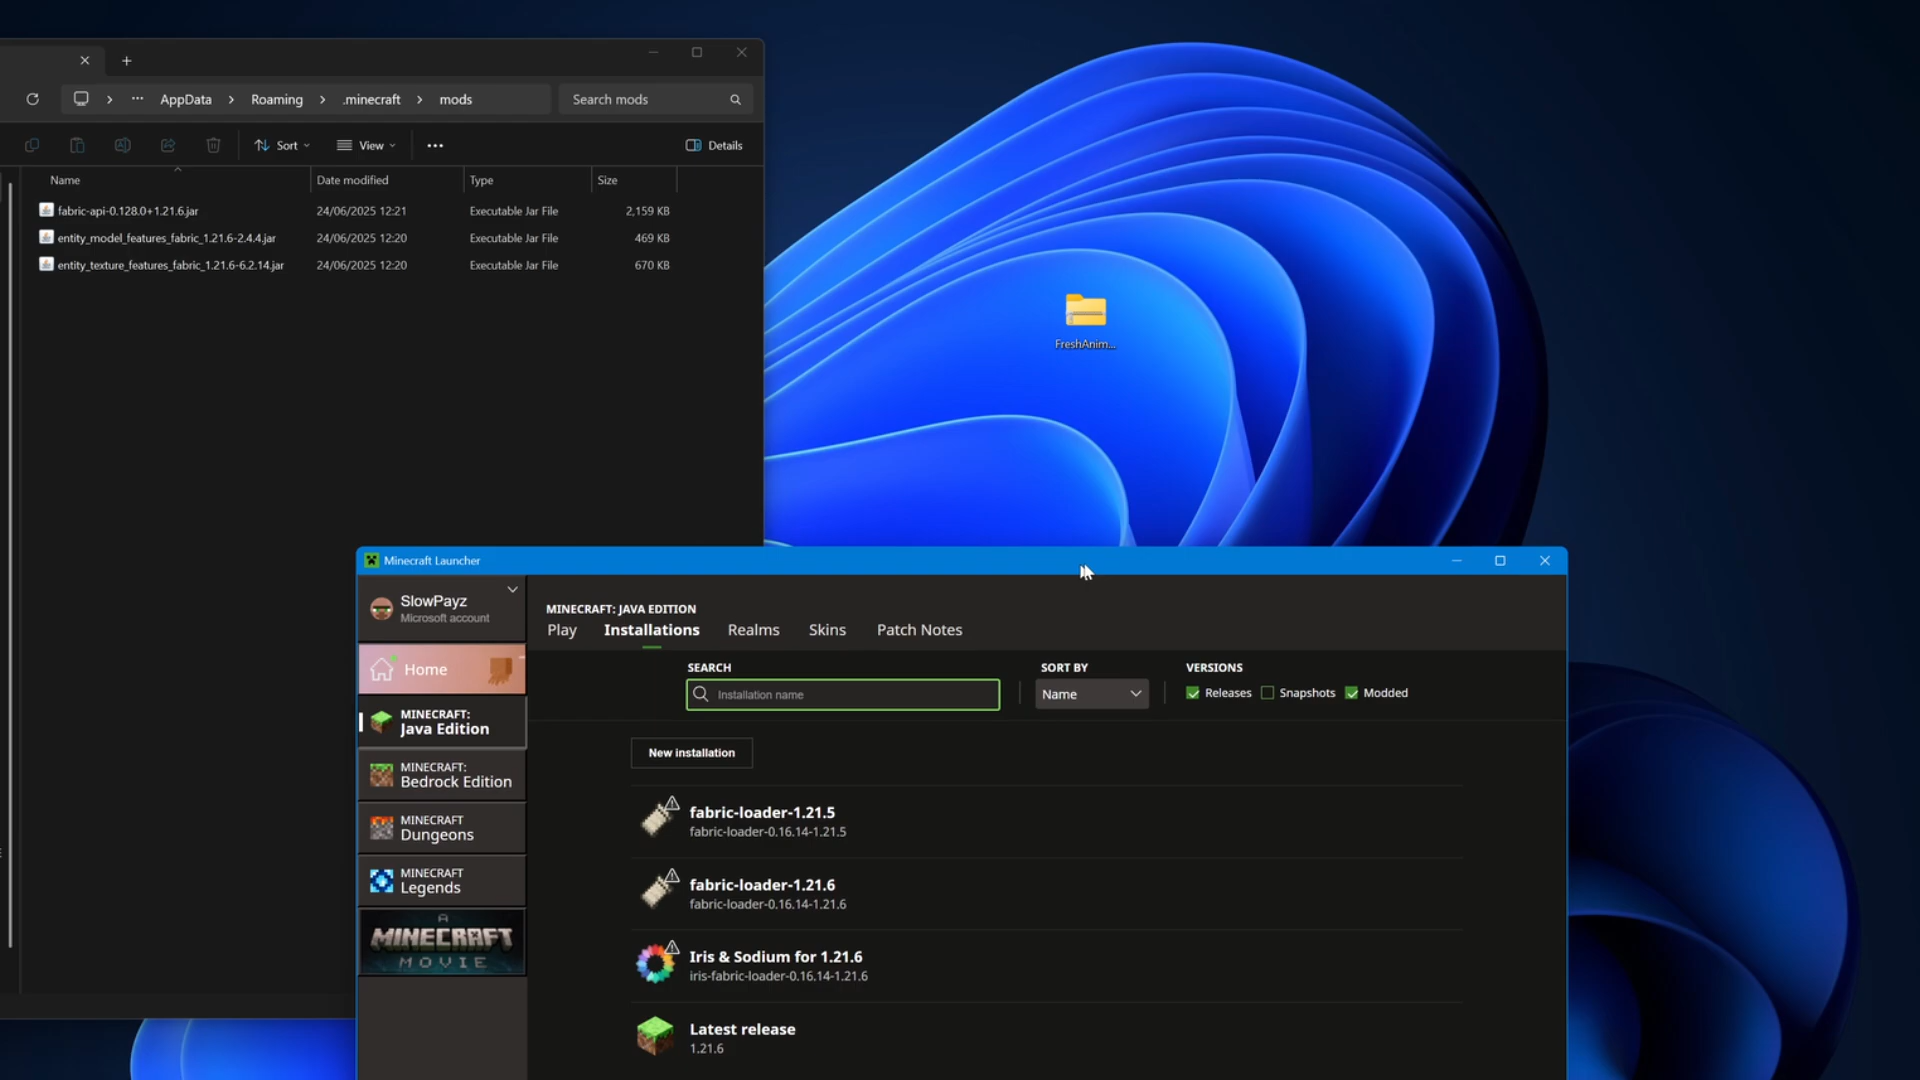 AppData
Roaming
.minecraft
mods
Search mods
Sort
View
Details
Name
Date modified
Type
Size
fabric-api-0.128.0+1.21.6.jar
24/06/2025 12:21
Executable Jar File
2,159 KB
entity_model_features_fabric_1.21.6-2.4.4.jar
24/06/2025 12:20
Executable Jar File
469 KB
entity_texture_features_fabric_1.21.6-6.2.14.jar
24/06/2025 12:20
Executable Jar File
670 KB
FreshAnim...
Minecraft Launcher
SlowPayz
Microsoft account
Home
MINECRAFT:
Java Edition
MINECRAFT:
Bedrock Edition
MINECRAFT
Dungeons
MINECRAFT
Legends
A
MINECRAFT
MOVIE
MINECRAFT: JAVA EDITION
Play
Installations
Realms
Skins
Patch Notes
SEARCH
Installation name
SORT BY
Name
VERSIONS
Releases
Snapshots
Modded
New installation
fabric-loader-1.21.5
fabric-loader-0.16.14-1.21.5
fabric-loader-1.21.6
fabric-loader-0.16.14-1.21.6
Iris & Sodium for 1.21.6
iris-fabric-loader-0.16.14-1.21.6
Latest release
1.21.6